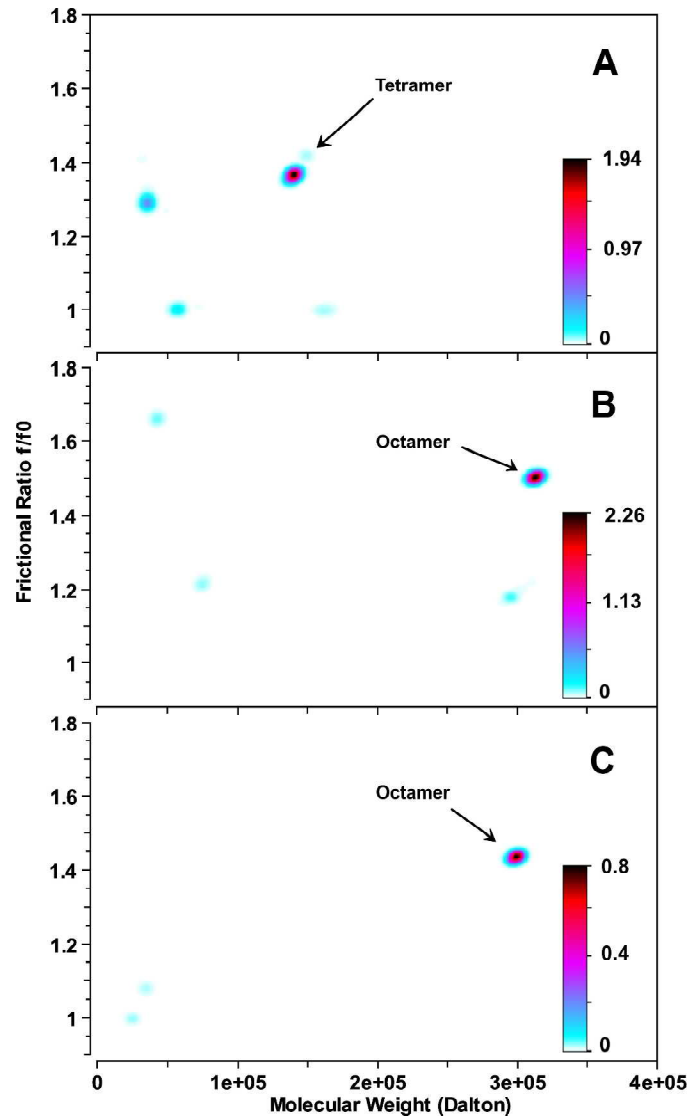 1.8
A
1.6
Tetramer
1.4
1.94
1.2
0.97
1
0
1.8
B
1.6
Octamer
1.4
2.26
1.2
1.13
1
0
Frictional Ratio f/f0
1.8
C
1.6
Octamer
1.4
0.8
1.2
0.4
1
0
0 1e+05 2e+05 3e+05 4e+05
Molecular Weight (Dalton)